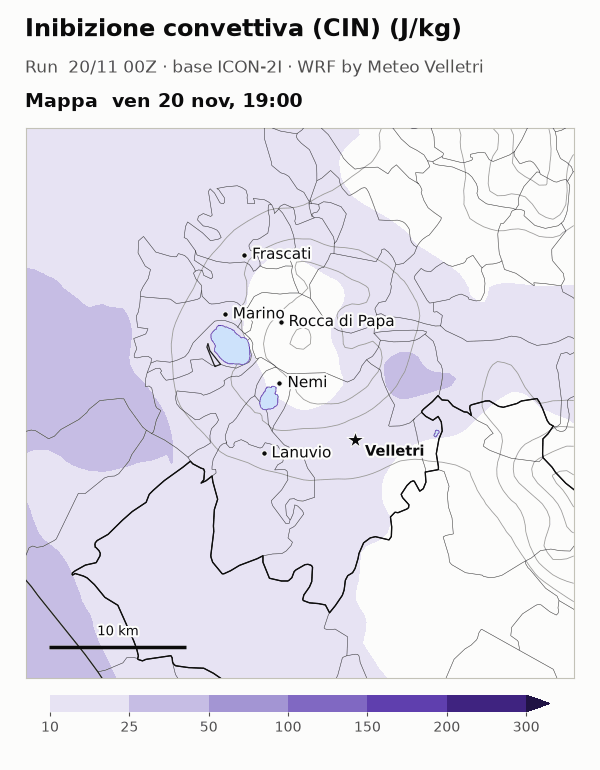 Inibizione convettiva (CIN) (J/kg)
Run  20/11 00Z · base ICON-2I · WRF by Meteo Velletri
Mappa  ven 20 nov, 19:00
Frascati
Marino
Rocca di Papa
Nemi
Velletri
Lanuvio
10 km
10 25 50 100 150 200 300